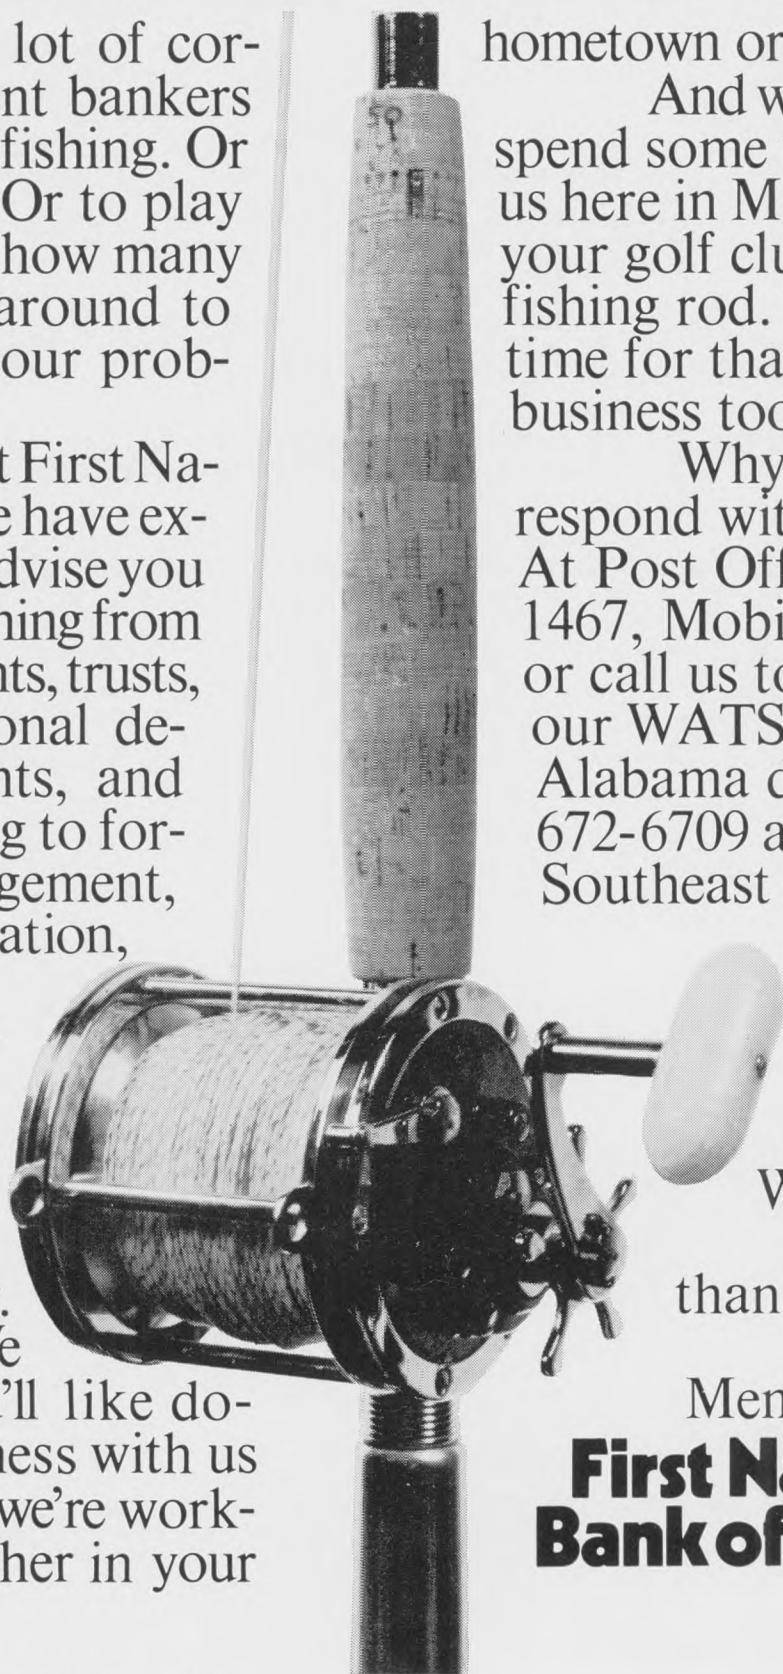 lot of cor-
nt bankers
fishing. Or
Or to play
how many
around to
our prob-
t First Na-
e have ex-
dvise you
ning from
nts, trusts,
onal de-
nts, and
g to for-
gement,
ation,
e
'll like do-
ness with us
we're work-
her in your
hometown or
And w
spend some
us here in M
your golf clu
fishing rod.
time for tha
business too
Why
respond wit
At Post Off
1467, Mobi
or call us to
our WATS
Alabama d
672-6709 a
Southeast
W
than
Mem
First Na
Bank of